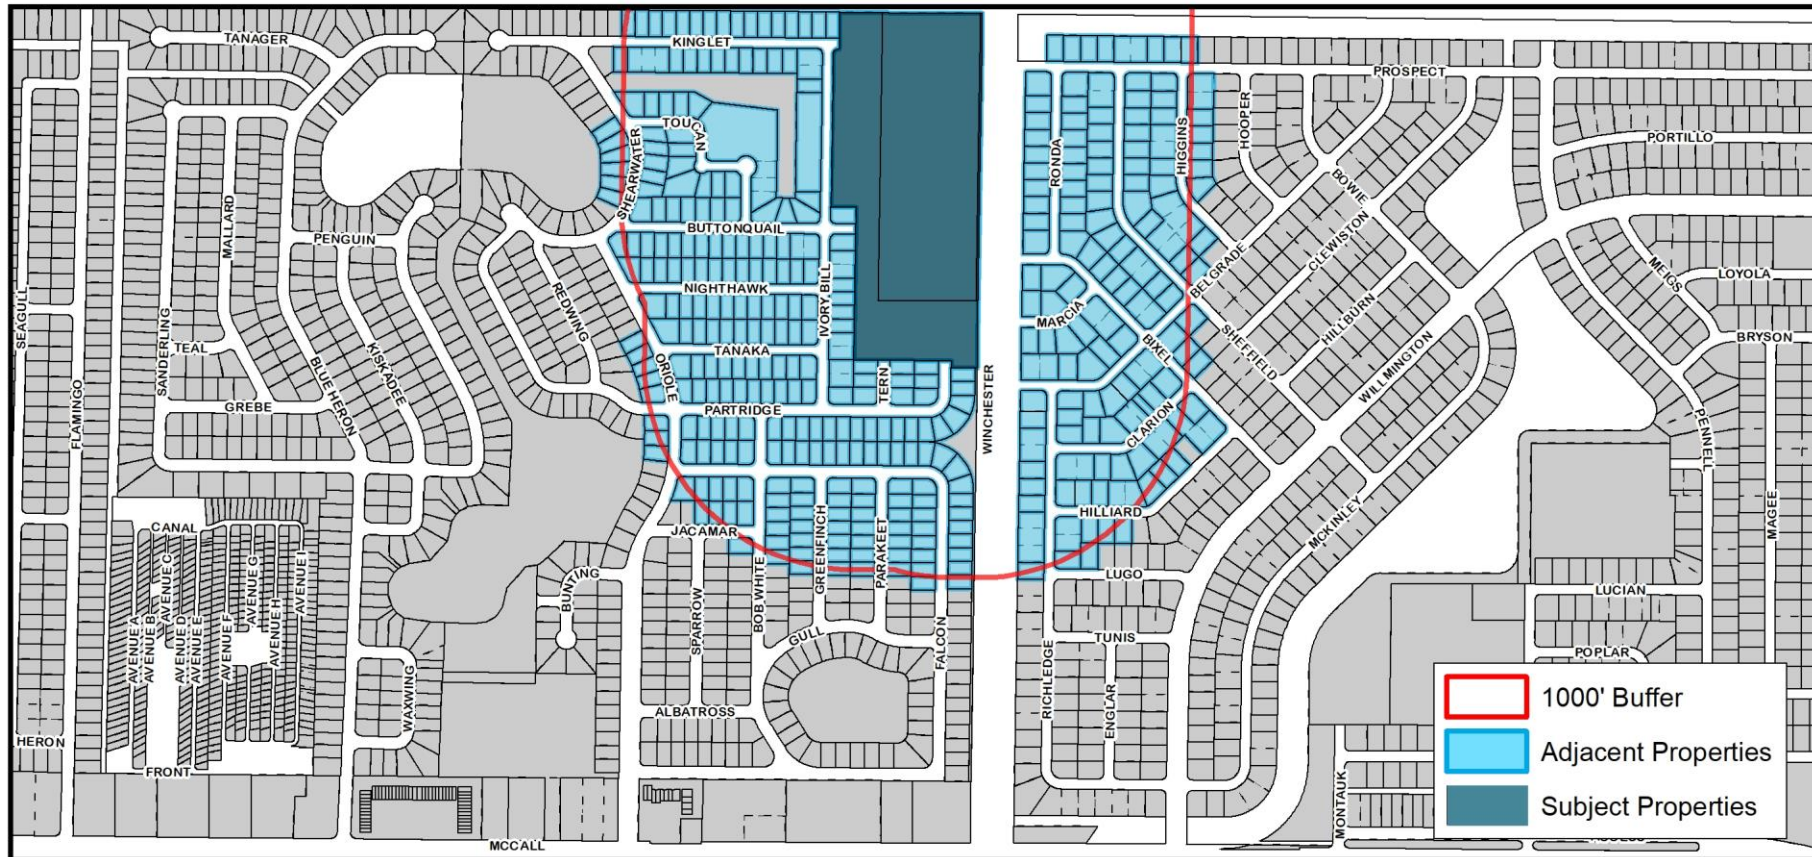 TANAGER
KINGLET
PROSPECT
HOOPER
TOUCAN
HIGGINS
RONDA
PORTILLO
SHEARWATER
MALLARD
BOWIE
BUTTONQUAIL
PENGUIN
CLEWISTON
BELGRADE
MEIGS
LOYOLA
NIGHTHAWK
IVORY BILL
REDWING
SEAGULL
MARCIA
HILLBURN
BRYSON
SANDERLING
TEAL
TANAKA
BIXEL
SHEFFIELD
BLUE HERON
KISKADEE
ORIOLE
TERN
WILLMINGTON
FLAMINGO
GREBE
PARTRIDGE
WINCHESTER
CLARION
PENNELL
MAGEE
CANAL
JACAMAR
HILLIARD
MCKINLEY
GREENFINCH
PARAKEET
BUNTING
LUGO
LUCIAN
AVENUE A
AVENUE B
AVENUE C
AVENUE D
AVENUE E
AVENUE F
AVENUE G
AVENUE H
AVENUE I
SPARROW
BOB WHITE
GULL
FALCON
TUNIS
POPLAR
WAXWING
ALBATROSS
RICHLEDGE
ENGLAR
HERON
FRONT
MONTAUK
MCCALL
1000' Buffer
Adjacent Properties
Subject Properties